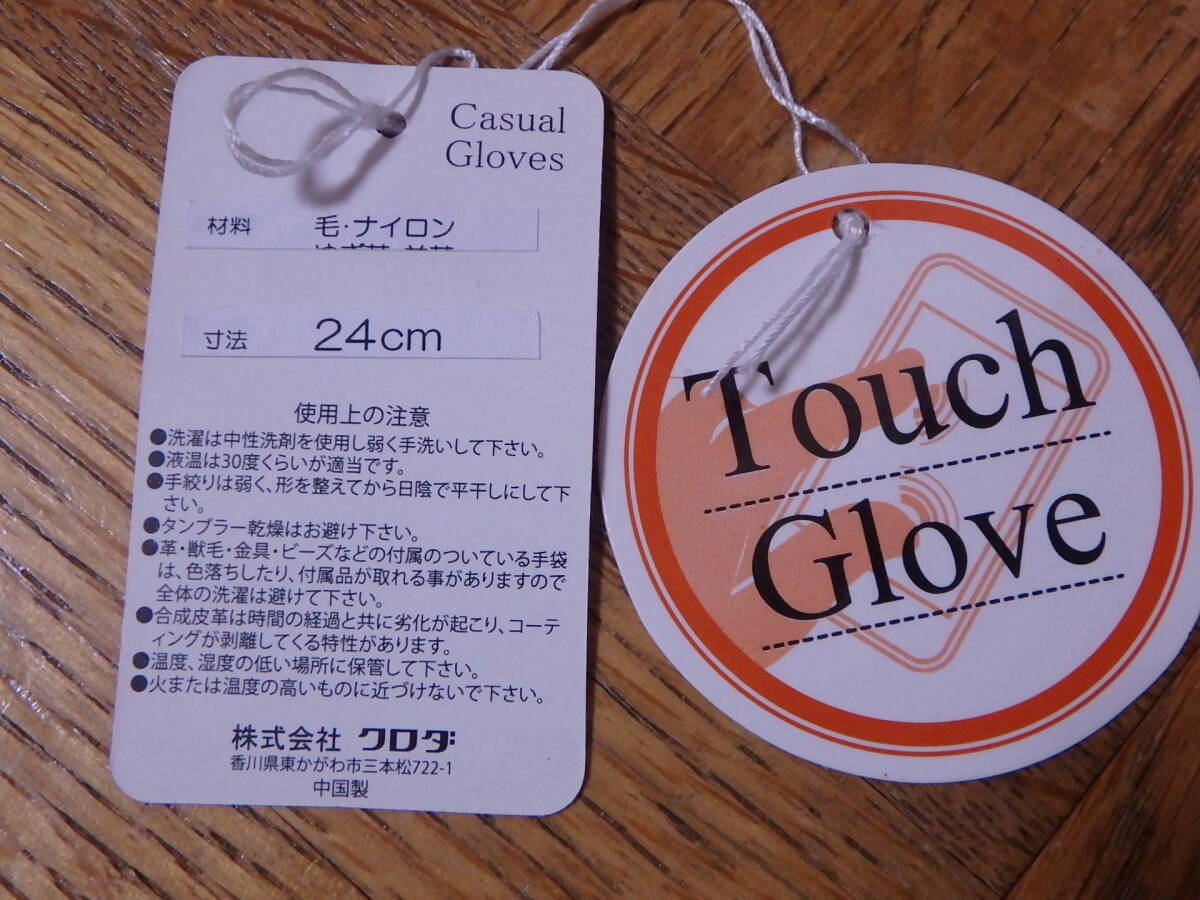 Casual
Gloves
材料 毛・ナイロン
寸法 24cm
使用上の注意
●洗濯は中性洗剤を使用し弱く手洗いして下さい。
●液温は30度くらいが適当です。
●手絞りは弱く、形を整えてから日陰で平干しにして下
さい。
●タンブラー乾燥はお避け下さい。
●革・獣毛・金具・ビーズなどの付属のついている手袋
は、色落ちしたり、付属品が取れる事がありますので
全体の洗濯は避けて下さい。
●合成皮革は時間の経過と共に劣化が起こり、コーテ
ィングが剥離してくる特性があります。
●温度、湿度の低い場所に保管して下さい。
●火または温度の高いものに近づけないで下さい。
株式会社 クロダ
香川県東かがわ市三本松722-1
中国製
Touch
Glove